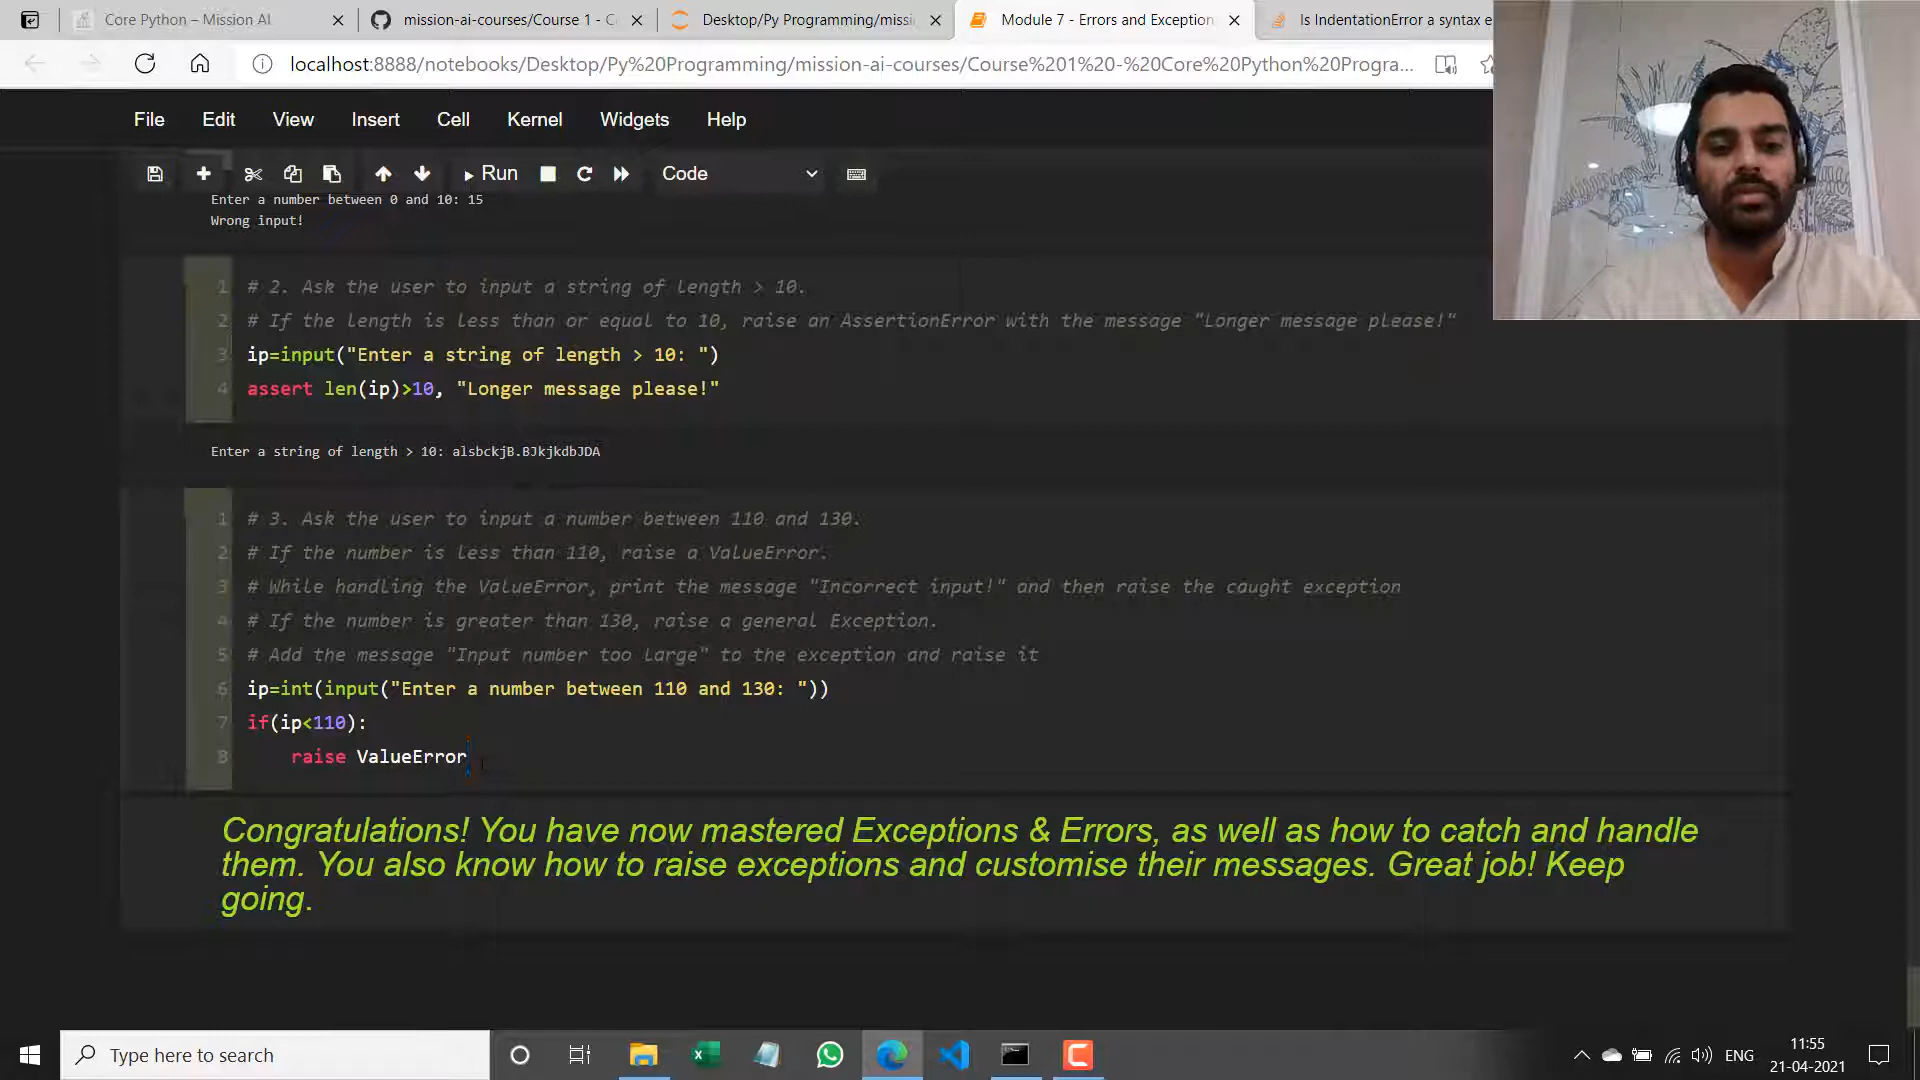 Core Python – Mission AI
mission-ai-courses/Course 1 - C
Desktop/Py Programming/missi
Module 7 - Errors and Exception
Is IndentationError a syntax e
localhost:8888/notebooks/Desktop/Py%20Programming/mission-ai-courses/Course%201%20-%20Core%20Python%20Progra...
File Edit View Insert Cell Kernel Widgets Help
Run Code
Enter a number between 0 and 10: 15
Wrong input!
1 # 2. Ask the user to input a string of length > 10.
2 # If the length is less than or equal to 10, raise an AssertionError with the message "Longer message please!"
3 ip=input("Enter a string of length > 10: ")
4 assert len(ip)>10, "Longer message please!"
Enter a string of length > 10: alsbckjB.BJkjkdbJDA
1 # 3. Ask the user to input a number between 110 and 130.
2 # If the number is less than 110, raise a ValueError.
3 # While handling the ValueError, print the message "Incorrect input!" and then raise the caught exception
4 # If the number is greater than 130, raise a general Exception.
5 # Add the message "Input number too large" to the exception and raise it
6 ip=int(input("Enter a number between 110 and 130: "))
7 if(ip<110):
8 raise ValueError
Congratulations! You have now mastered Exceptions & Errors, as well as how to catch and handle
them. You also know how to raise exceptions and customise their messages. Great job! Keep
going.
Type here to search
ENG
11:55
21-04-2021